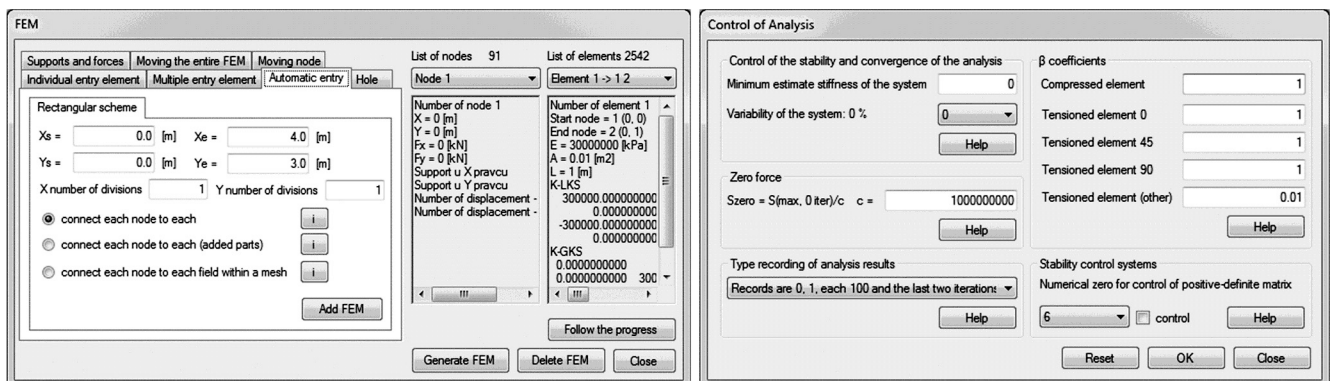 FEM
Supports and forces Moving the entire FEM Moving node
Individual entry element Multiple entry element Automatic entry Hole
Rectangular scheme
Xs = 0.0 [m] Xe = 4.0 [m]
Ys = 0.0 [m] Ye = 3.0 [m]
X number of divisions 1 Y number of divisions 1
connect each node to each i
connect each node to each (added parts) i
connect each node to each field within a mesh i
Add FEM
List of nodes 91
Node 1
Number of node 1
X = 0 [m]
Y = 0 [m]
Fx = 0 [kN]
Fy = 0 [kN]
Support u X pravcu
Support u Y pravcu
Number of displacement -
Number of displacement -
List of elements 2542
Element 1 -> 1 2
Number of element 1
Start node = 1 (0, 0)
End node = 2 (0, 1)
E = 30000000 [kPa]
A = 0.01 [m2]
L = 1 [m]
K-LKS
300000.000000000
0.000000000
-300000.000000000
0.000000000
K-GKS
0.0000000000
0.0000000000 300
Follow the progress
Generate FEM Delete FEM Close
Control of Analysis
Control of the stability and convergence of the analysis
Minimum estimate stiffness of the system 0
Variability of the system: 0 % 0
Help
Zero force
Szero = S(max, 0 iter)/c c = 1000000000
Help
Type recording of analysis results
Records are 0, 1, each 100 and the last two iterations
Help
β coefficients
Compressed element 1
Tensioned element 0 1
Tensioned element 45 1
Tensioned element 90 1
Tensioned element (other) 0.01
Help
Stability control systems
Numerical zero for control of positive-definite matrix
6 control Help
Reset OK Close